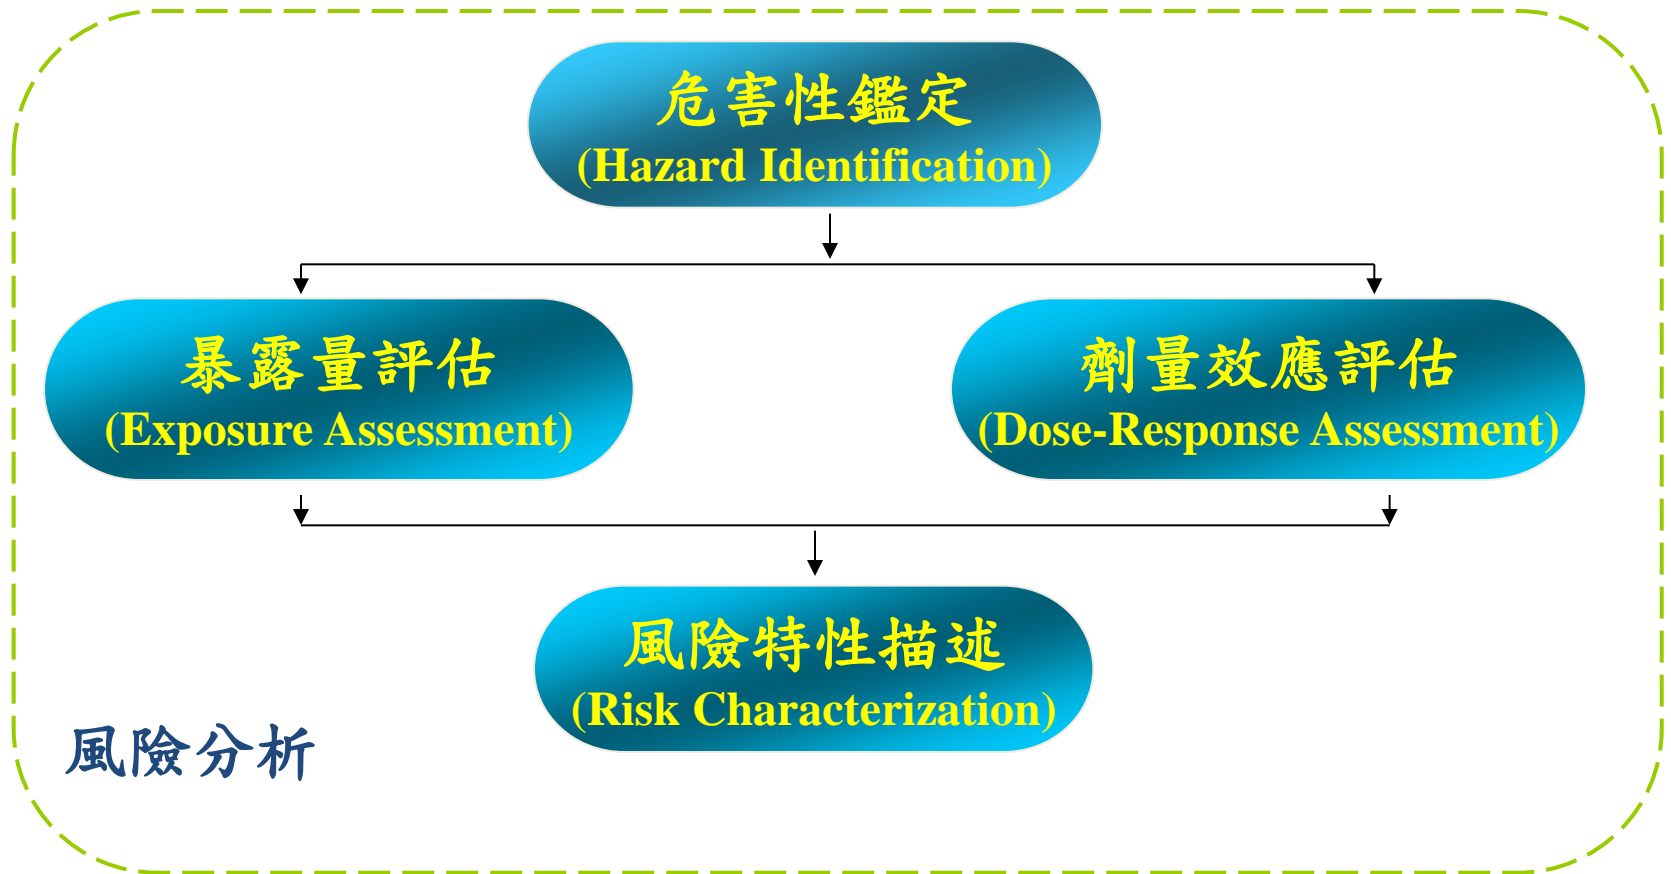 危害性鑑定
(Hazard Identification)
暴露量評估
(Exposure Assessment)
劑量效應評估
(Dose-Response Assessment)
風險特性描述
(Risk Characterization)
風險分析